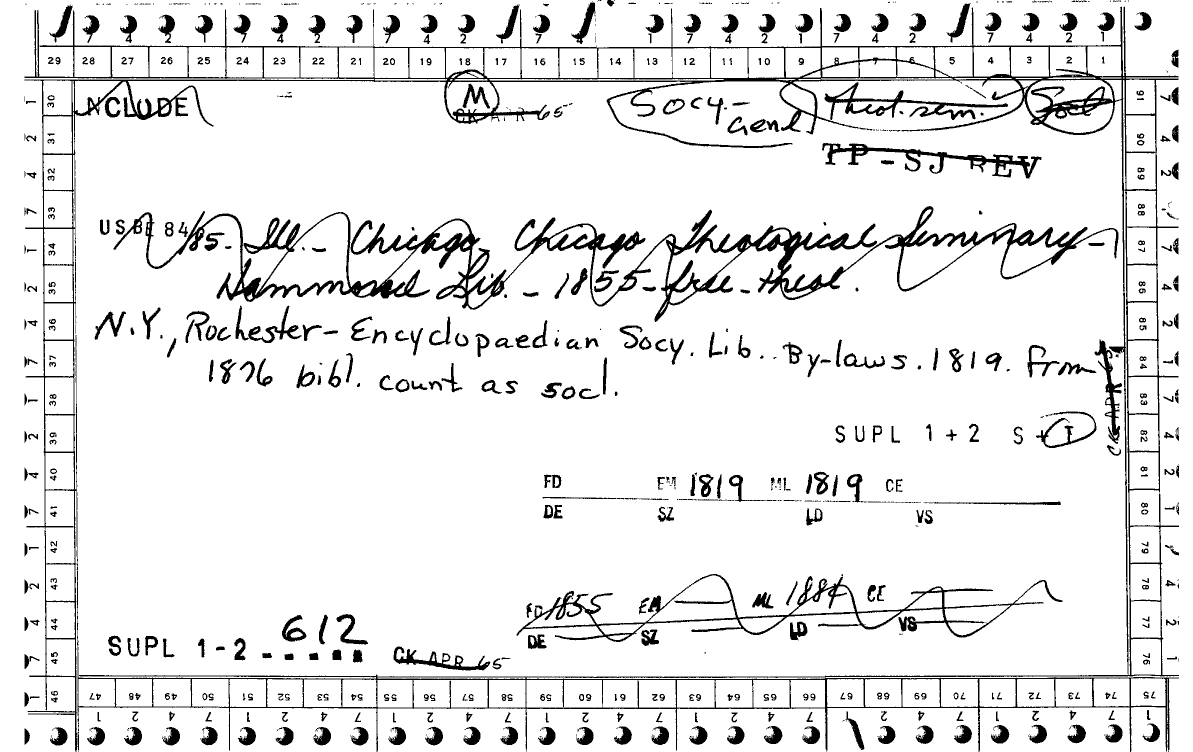 7 4 2 1 7 4 2 1 7 4 2 1 7 4 1 7 4 2 1 7 4 2 1
29 28 27 26 25 24 23 22 21 20 19 18 17 16 15 14 13 12 11 10 9 8 7 6 5 4 3 2 1
NCLUDE M CK APR 65 Socy.- Theol. sem. Socl
Genl
TP-SJ REV
USBE 84/85- Ill.- Chicago- Chicago Theological Seminary-
Hammond Lib. - 1855- free-theol.
N.Y., Rochester- Encyclopaedian Socy. Lib.. By-laws. 1819. From
1876 bibl. count as socl.
CK APR 65
SUPL 1+2 S+T
FD EM 1819 ML 1819 CE
DE SZ LD VS
FD 1855 EM ML 1884 CE
DE SZ LD VS
SUPL 1-2 ----- 612 CK APR 65
30 31 32 33 34 35 36 37 38 39 40 41 42 43 44 45 46
91 90 89 88 87 86 85 84 83 82 81 80 79 78 77 76
47 48 49 50 51 52 53 54 55 56 57 58 59 60 61 62 63 64 65 66 67 68 69 70 71 72 73 74 75
1 2 4 7 1 2 4 7 1 2 4 7 1 2 4 7 1 2 4 7 1 2 4 7 1 2 4 7